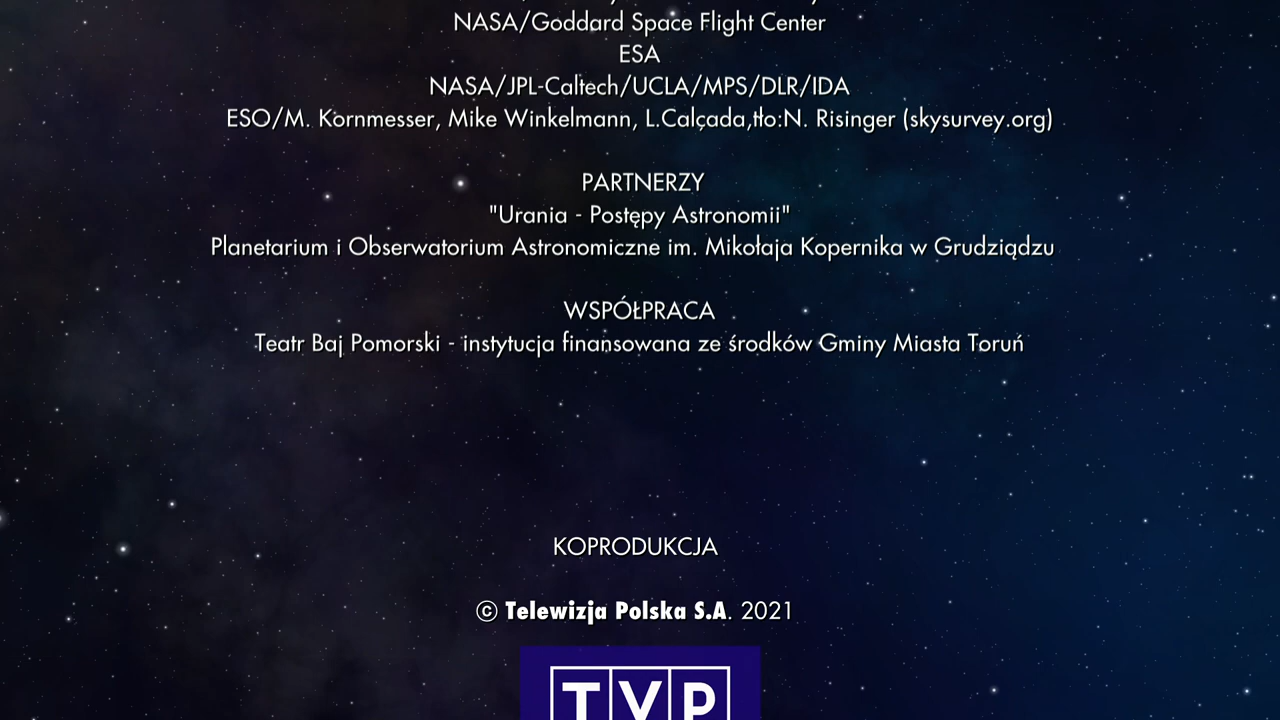 NASA/Goddard Space Flight Center
ESA
NASA/JPL-Caltech/UCLA/MPS/DLR/IDA
ESO/M. Kornmesser, Mike Winkelmann, L.Calçada,tło:N. Risinger (skysurvey.org)
PARTNERZY
"Urania - Postępy Astronomii"
Planetarium i Obserwatorium Astronomiczne im. Mikołaja Kopernika w Grudziądzu
WSPÓŁPRACA
Teatr Baj Pomorski - instytucja finansowana ze środków Gminy Miasta Toruń
KOPRODUKCJA
© Telewizja Polska S.A. 2021
TVP